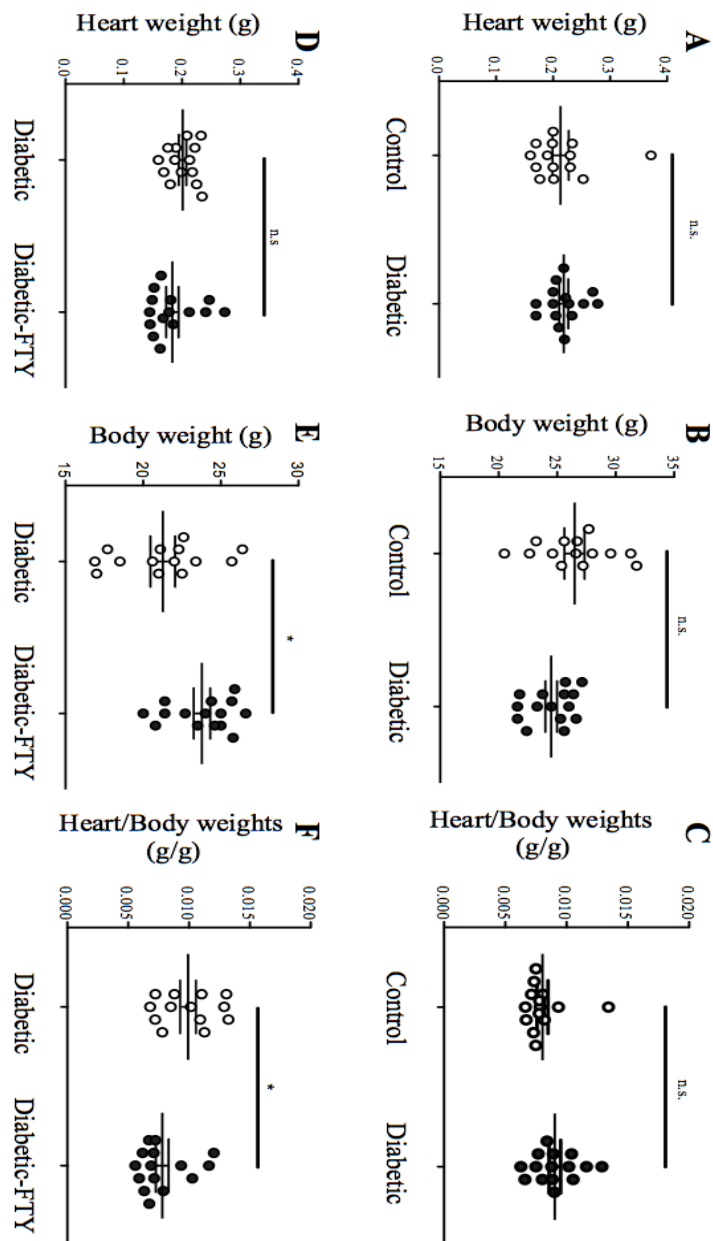 A
Heart weight (g)
0.4
0.3
0.2
0.1
0.0
n.s.
Control
Diabetic
B
Body weight (g)
35
30
25
20
15
n.s.
Control
Diabetic
C
Heart/Body weights
(g/g)
0.020
0.015
0.010
0.005
0.000
n.s.
Control
Diabetic
D
Heart weight (g)
0.4
0.3
0.2
0.1
0.0
n.s
Diabetic
Diabetic-FTY
E
Body weight (g)
30
25
20
15
*
Diabetic
Diabetic-FTY
F
Heart/Body weights
(g/g)
0.020
0.015
0.010
0.005
0.000
*
Diabetic
Diabetic-FTY